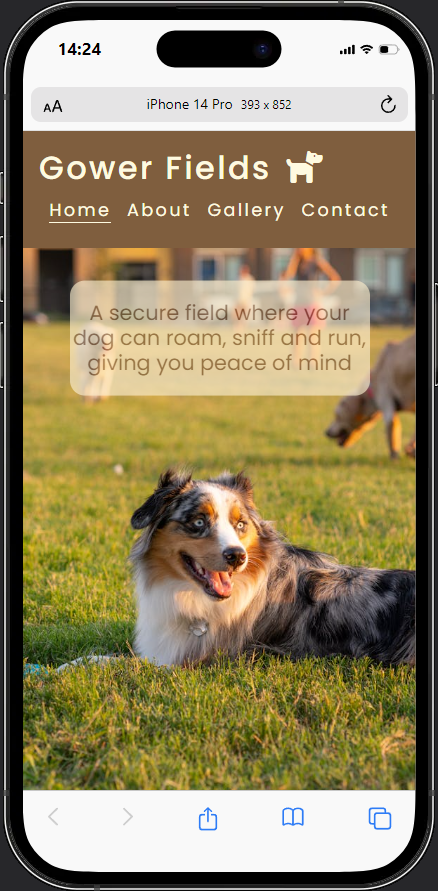 14:24
AA
iPhone 14 Pro 393 x 852
Gower Fields
Home About Gallery Contact
A secure field where your
dog can roam, sniff and run,
giving you peace of mind